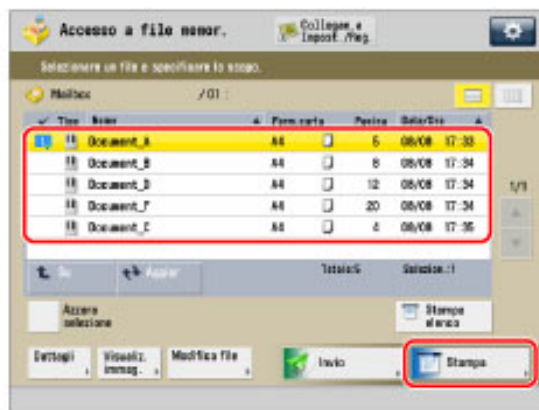 Accesso a file memor.
Collegam. a
Impost./Reg.
Selezionare un file e specificare lo scopo.
Mailbox /01 :
✓ Tipo Nome ▲ Form.carta Pagine Data/Ora ▲
1 Document_A A4 5 08/08 17:33
Document_B A4 8 08/08 17:34
Document_D A4 12 08/08 17:34
Document_F A4 20 08/08 17:34
Document_C A4 4 08/08 17:35
1/1
Su Aggior. Totale:5 Selezion.:1
Azzera
selezione
Stampa
elenco
Dettagli
Visualiz.
immag.
Modifica file
Invio
Stampa